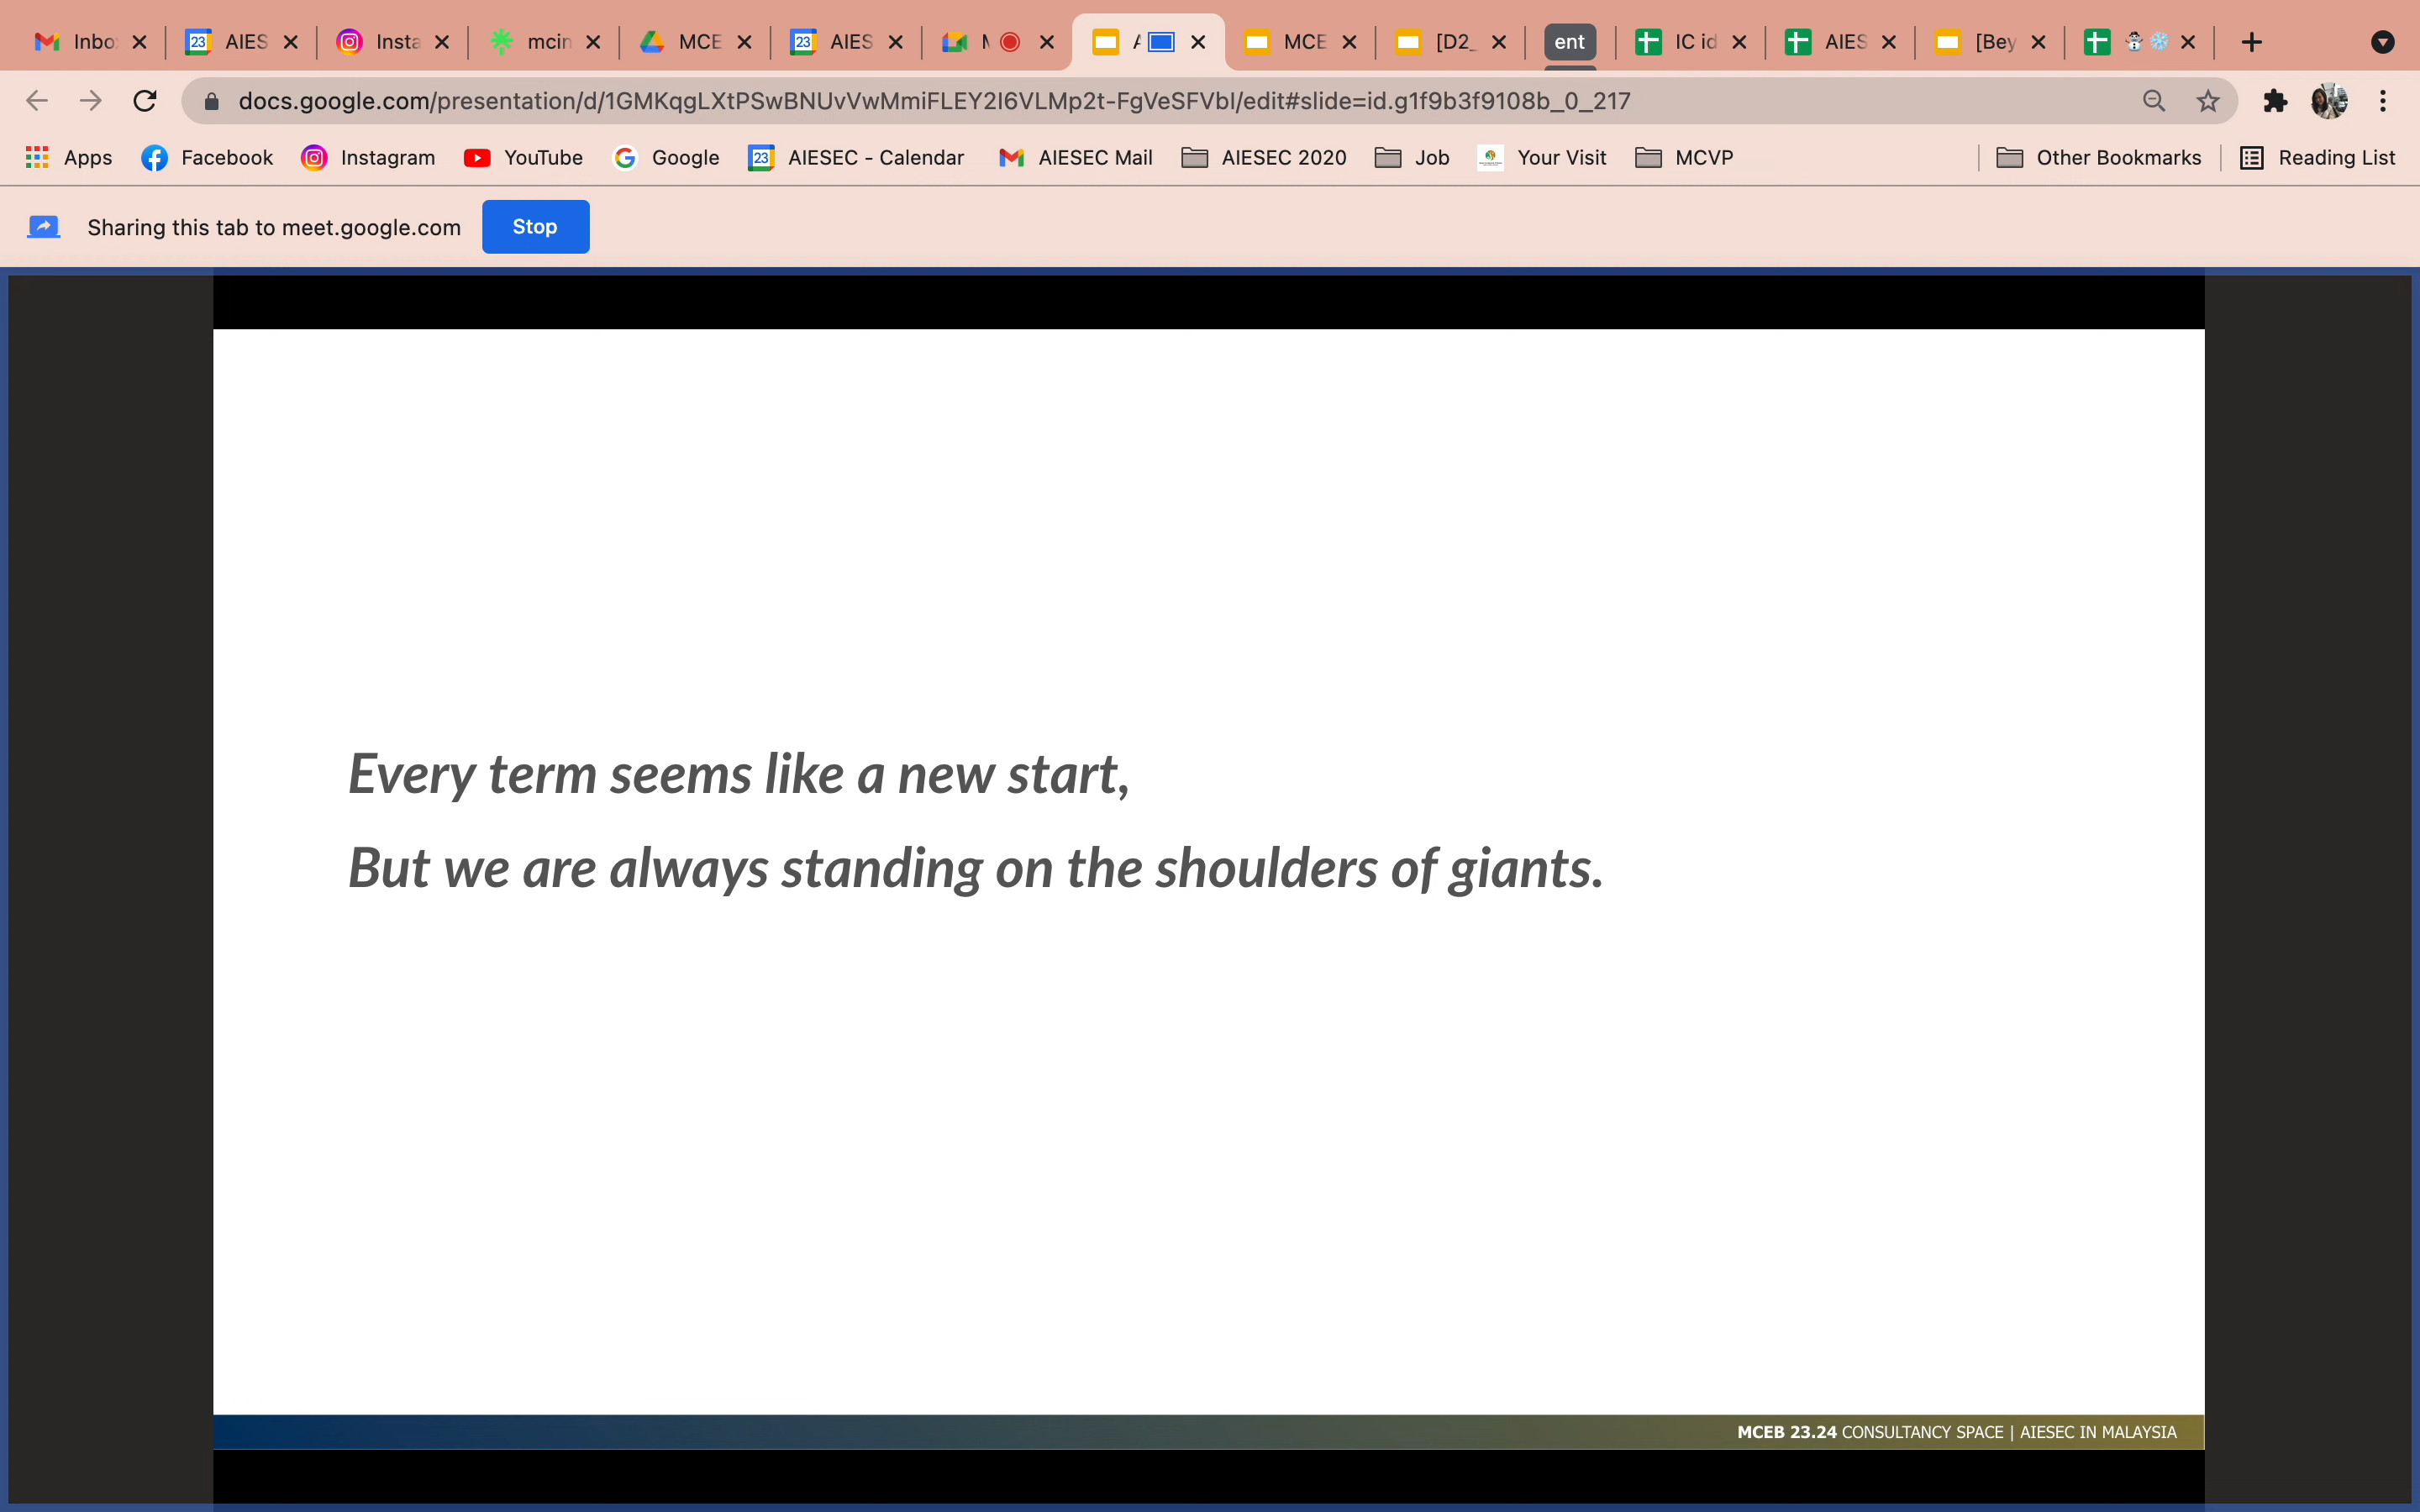 Inbo AIES Insta mcin MCE AIES MCE [D2_ ent IC id AIES [Bey
docs.google.com/presentation/d/1GMKqgLXtPSwBNUvVwMmiFLEY2I6VLMp2t-FgVeSFVbI/edit#slide=id.g1f9b3f9108b_0_217
Apps Facebook Instagram YouTube Google AIESEC - Calendar AIESEC Mail AIESEC 2020 Job Your Visit MCVP Other Bookmarks Reading List
Sharing this tab to meet.google.com Stop
Every term seems like a new start,
But we are always standing on the shoulders of giants.
MCEB 23.24 CONSULTANCY SPACE | AIESEC IN MALAYSIA